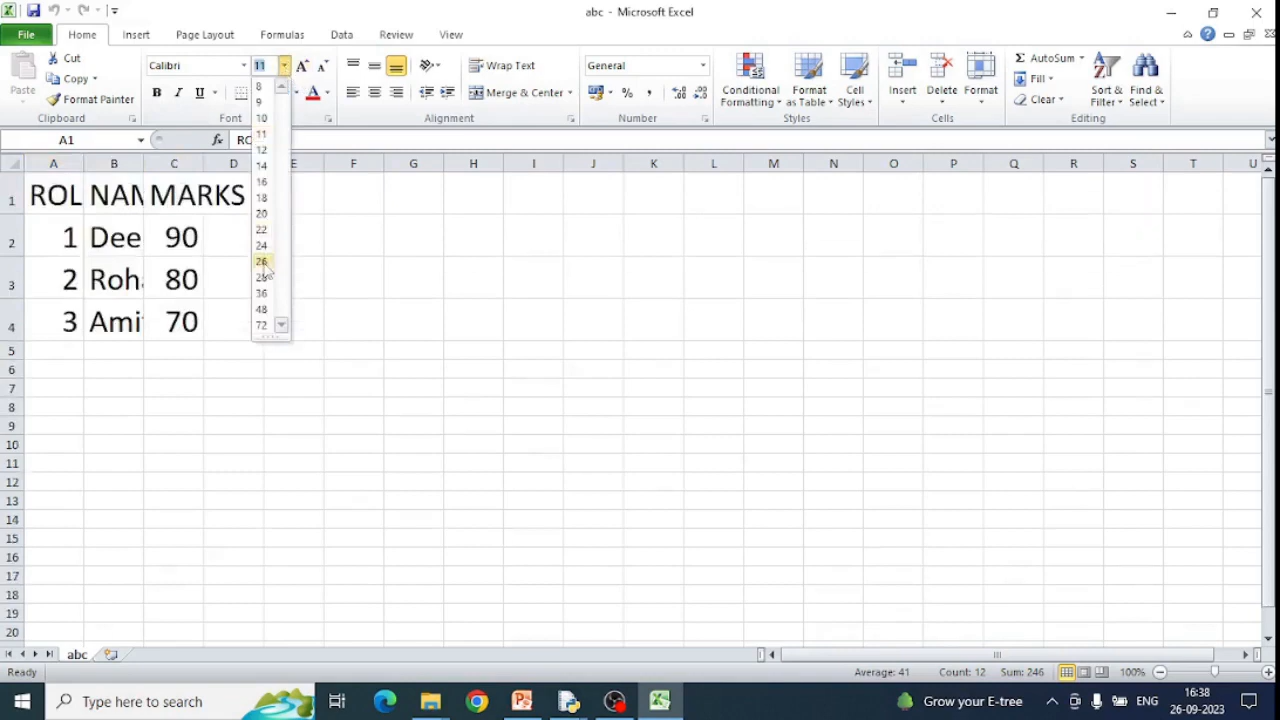 abc - Microsoft Excel
File Home Insert Page Layout Formulas Data Review View
Paste
Cut
Copy
Format Painter
Clipboard
Calibri 11
B I U
Font
Wrap Text
Merge & Center
Alignment
General
% ,
Number
Conditional Formatting
Format as Table
Cell Styles
Styles
Insert Delete Format
Cells
AutoSum
Fill
Clear
Sort & Filter
Find & Select
Editing
A1 fx RO
8
9
10
11
12
14
16
18
20
22
24
26
28
36
48
72
A B C D E F G H I J K L M N O P Q R S T U
1 ROL NAM MARKS
2 1 Dee 90
3 2 Roha 80
4 3 Ami 70
5
6
7
8
9
10
11
12
13
14
15
16
17
18
19
20
abc
Ready Average: 41 Count: 12 Sum: 246 100%
Type here to search
Grow your E-tree
ENG
16:38
26-09-2023